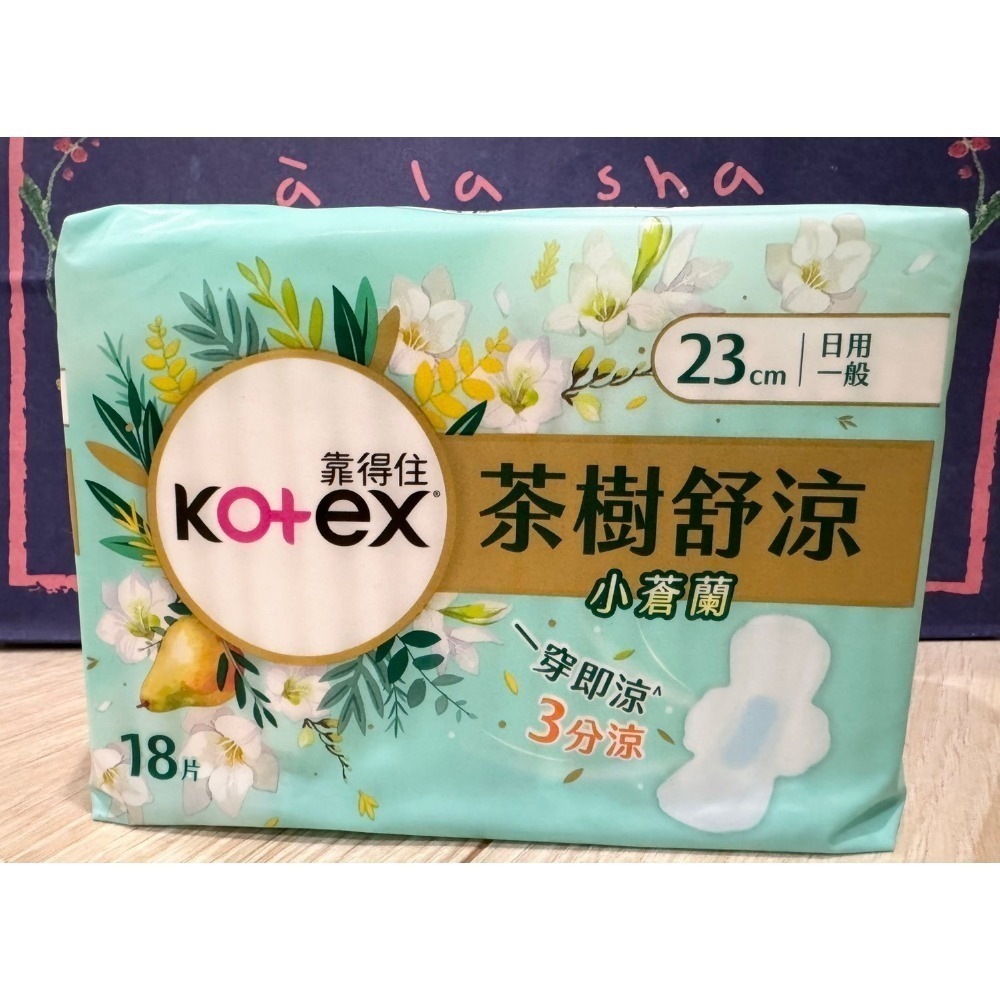 à la sha
23cm
日用
一般
靠得住
Kotex®
茶樹舒涼
小蒼蘭
一穿即涼^
3分涼
18片